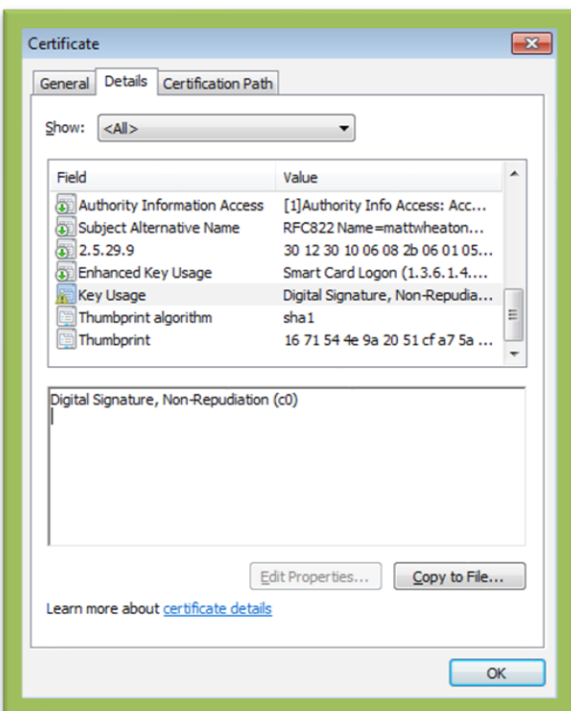 Certificate
General Details Certification Path
Show: <All>
Field Value
Authority Information Access [1]Authority Info Access: Acc...
Subject Alternative Name RFC822 Name=mattwheaton...
2.5.29.9 30 12 30 10 06 08 2b 06 01 05...
Enhanced Key Usage Smart Card Logon (1.3.6.1.4....
Key Usage Digital Signature, Non-Repudia...
Thumbprint algorithm sha1
Thumbprint 16 71 54 4e 9a 20 51 cf a7 5a ...
Digital Signature, Non-Repudiation (c0)
Edit Properties... Copy to File...
Learn more about certificate details
OK